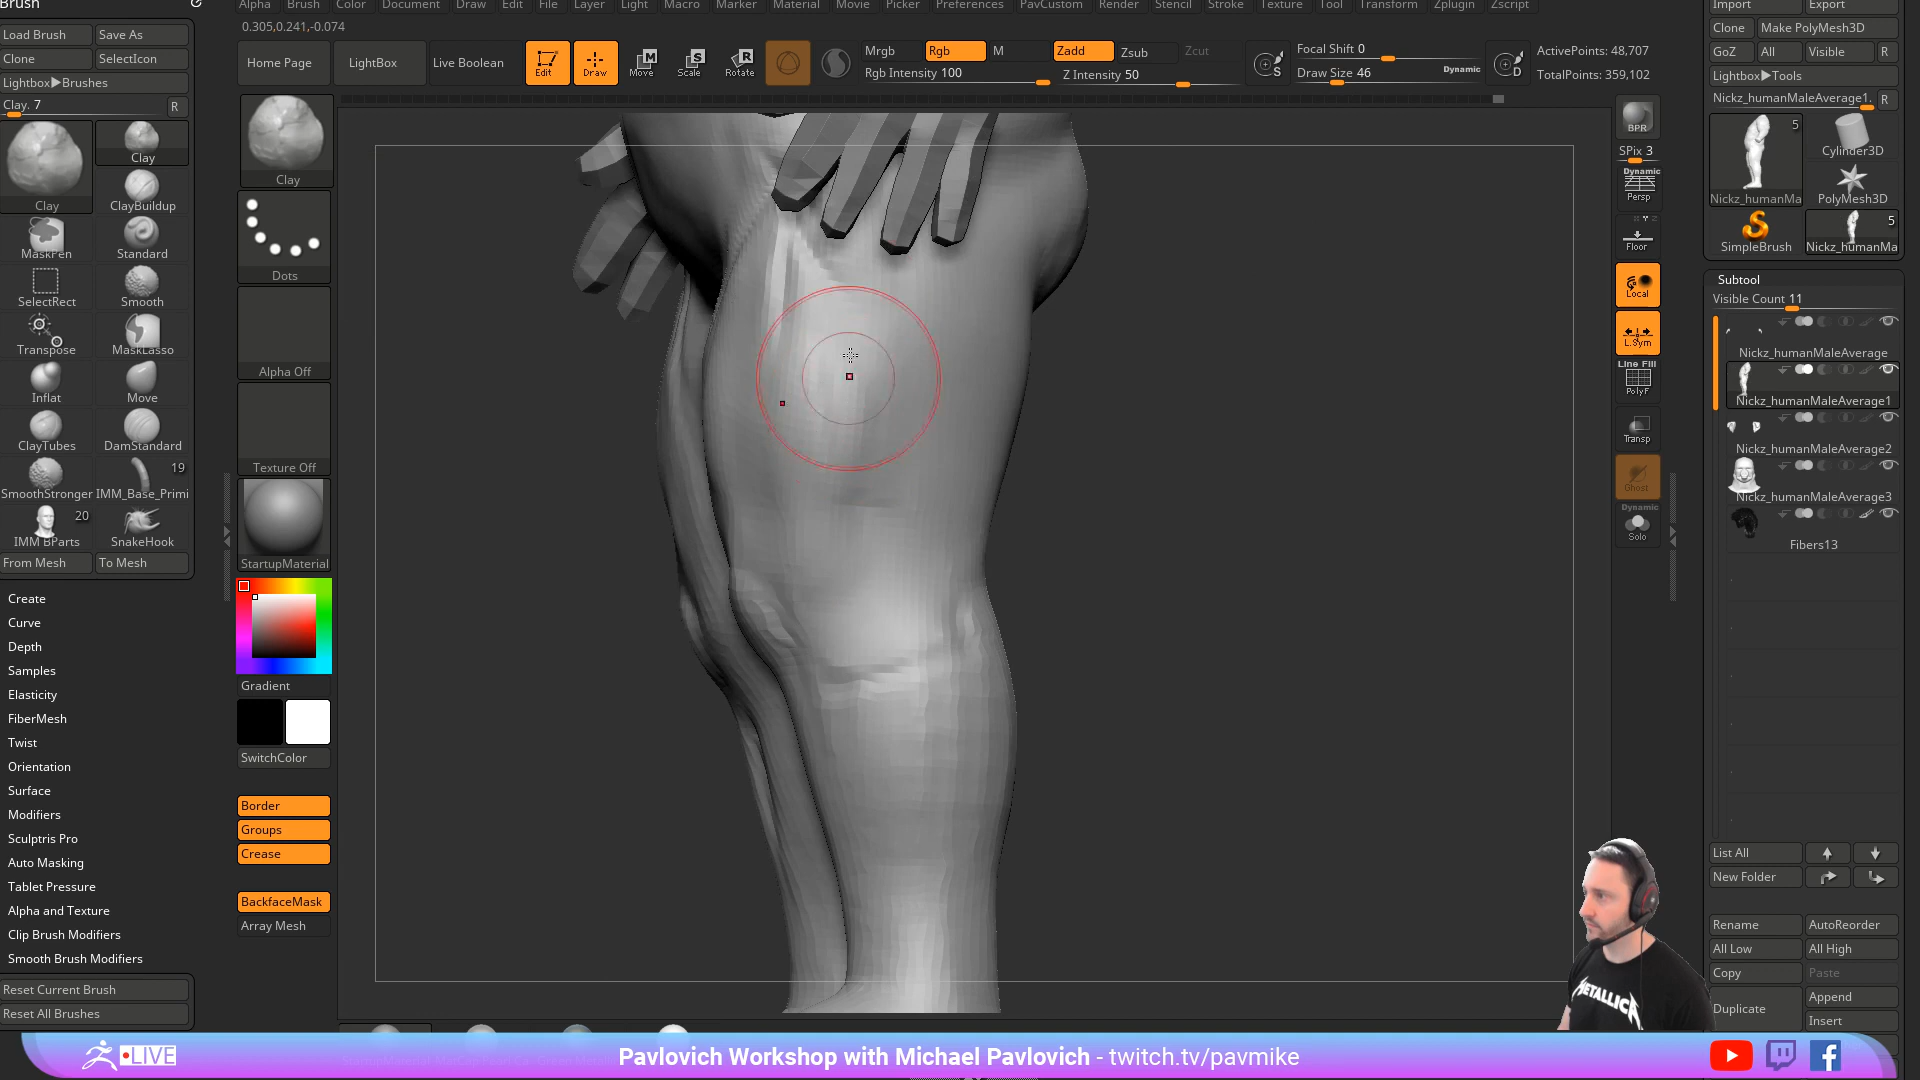 Brush
Load Brush Save As
Clone SelectIcon
Lightbox▶Brushes
Clay. 7 R
Clay Clay
ClayBuildup
MaskPen Standard
SelectRect Smooth
Transpose MaskLasso
Inflat Move
ClayTubes DamStandard
19
SmoothStronger IMM_Base_Primi
20
IMM BParts SnakeHook
From Mesh To Mesh
Create
Curve
Depth
Samples
Elasticity
FiberMesh
Twist
Orientation
Surface
Modifiers
Sculptris Pro
Auto Masking
Tablet Pressure
Alpha and Texture
Clip Brush Modifiers
Smooth Brush Modifiers
Reset Current Brush
Reset All Brushes
Alpha Brush Color Document Draw Edit File Layer Light Macro Marker Material Movie Picker Preferences PavCustom Render Stencil Stroke Texture Tool Transform Zplugin Zscript
0.305,0.241,-0.074
Home Page LightBox Live Boolean Edit Draw Move Scale Rotate
Mrgb Rgb M Zadd Zsub Zcut
Rgb Intensity 100 Z Intensity 50
S Focal Shift 0
Draw Size 46 Dynamic D
ActivePoints: 48,707
TotalPoints: 359,102
Clay
Dots
Alpha Off
Texture Off
StartupMaterial
Gradient
SwitchColor
Border
Groups
Crease
BackfaceMask
Array Mesh
BPR
SPix 3
Dynamic
Persp
Floor
Local
L.Sym
Line Fill
PolyF
Transp
Ghost
Dynamic
Solo
Import Export
Clone Make PolyMesh3D
GoZ All Visible R
Lightbox▶Tools
Nickz_humanMaleAverage1. R
5
Nickz_humanMa Cylinder3D
PolyMesh3D
5
SimpleBrush Nickz_humanMa
Subtool
Visible Count 11
Nickz_humanMaleAverage
Nickz_humanMaleAverage1
Nickz_humanMaleAverage2
Nickz_humanMaleAverage3
Fibers13
List All
New Folder
Rename AutoReorder
All Low All High
Copy Paste
Duplicate Append
Insert
METALLICA
LIVE
Pavlovich Workshop with Michael Pavlovich - twitch.tv/pavmike